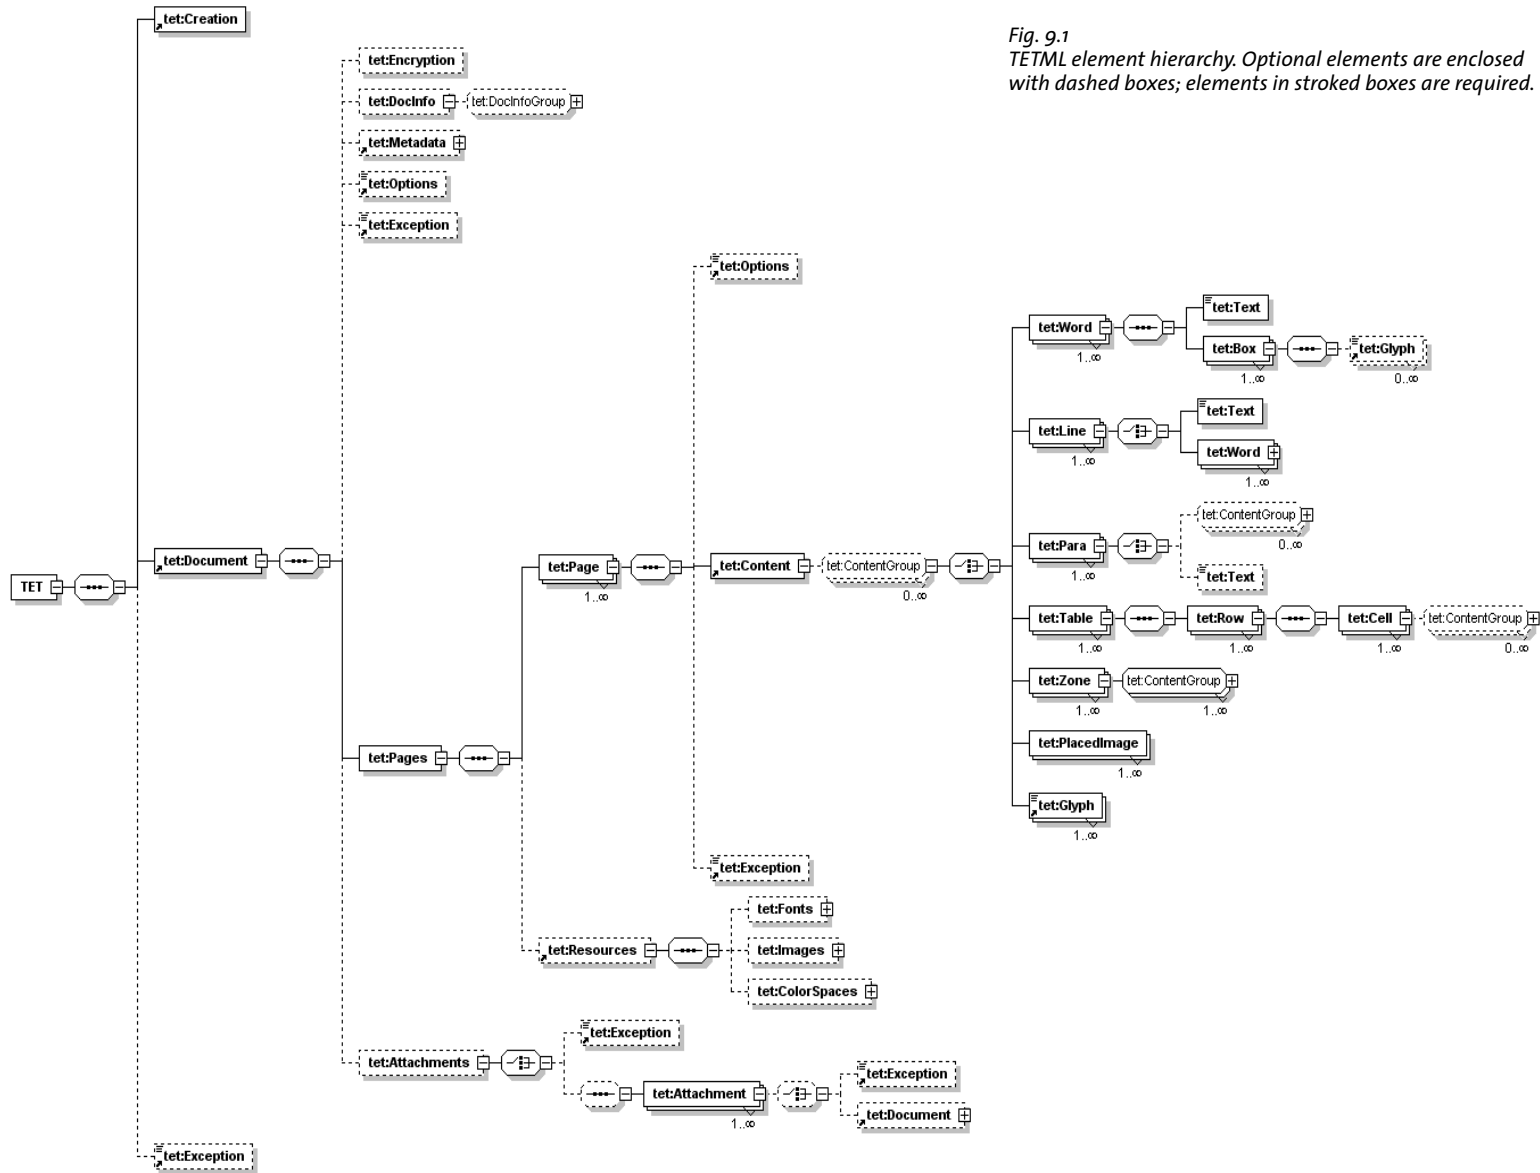 Fig. 9.1
TETML element hierarchy. Optional elements are enclosed
with dashed boxes; elements in stroked boxes are required.
tet:Creation
tet:Encryption
tet:DocInfo
tet:DocInfoGroup
tet:Metadata
tet:Options
tet:Exception
tet:Options
tet:Word
1..∞
tet:Text
tet:Box
1..∞
tet:Glyph
0..∞
tet:Line
1..∞
tet:Text
tet:Word
1..∞
tet:Para
1..∞
tet:ContentGroup
0..∞
tet:Text
TET
tet:Document
tet:Page
1..∞
tet:Content
tet:ContentGroup
0..∞
tet:Table
1..∞
tet:Row
1..∞
tet:Cell
1..∞
tet:ContentGroup
0..∞
tet:Zone
1..∞
tet:ContentGroup
1..∞
tet:PlacedImage
1..∞
tet:Glyph
1..∞
tet:Pages
tet:Exception
tet:Resources
tet:Fonts
tet:Images
tet:ColorSpaces
tet:Attachments
tet:Exception
tet:Attachment
1..∞
tet:Exception
tet:Document
tet:Exception